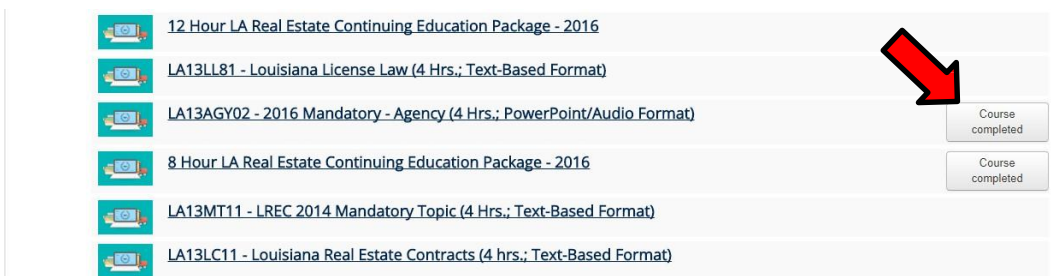 12 Hour LA Real Estate Continuing Education Package - 2016
LA13LL81 - Louisiana License Law (4 Hrs.; Text-Based Format)
LA13AGY02 - 2016 Mandatory - Agency (4 Hrs.; PowerPoint/Audio Format)
Course
completed
8 Hour LA Real Estate Continuing Education Package - 2016
Course
completed
LA13MT11 - LREC 2014 Mandatory Topic (4 Hrs.; Text-Based Format)
LA13LC11 - Louisiana Real Estate Contracts (4 hrs.; Text-Based Format)